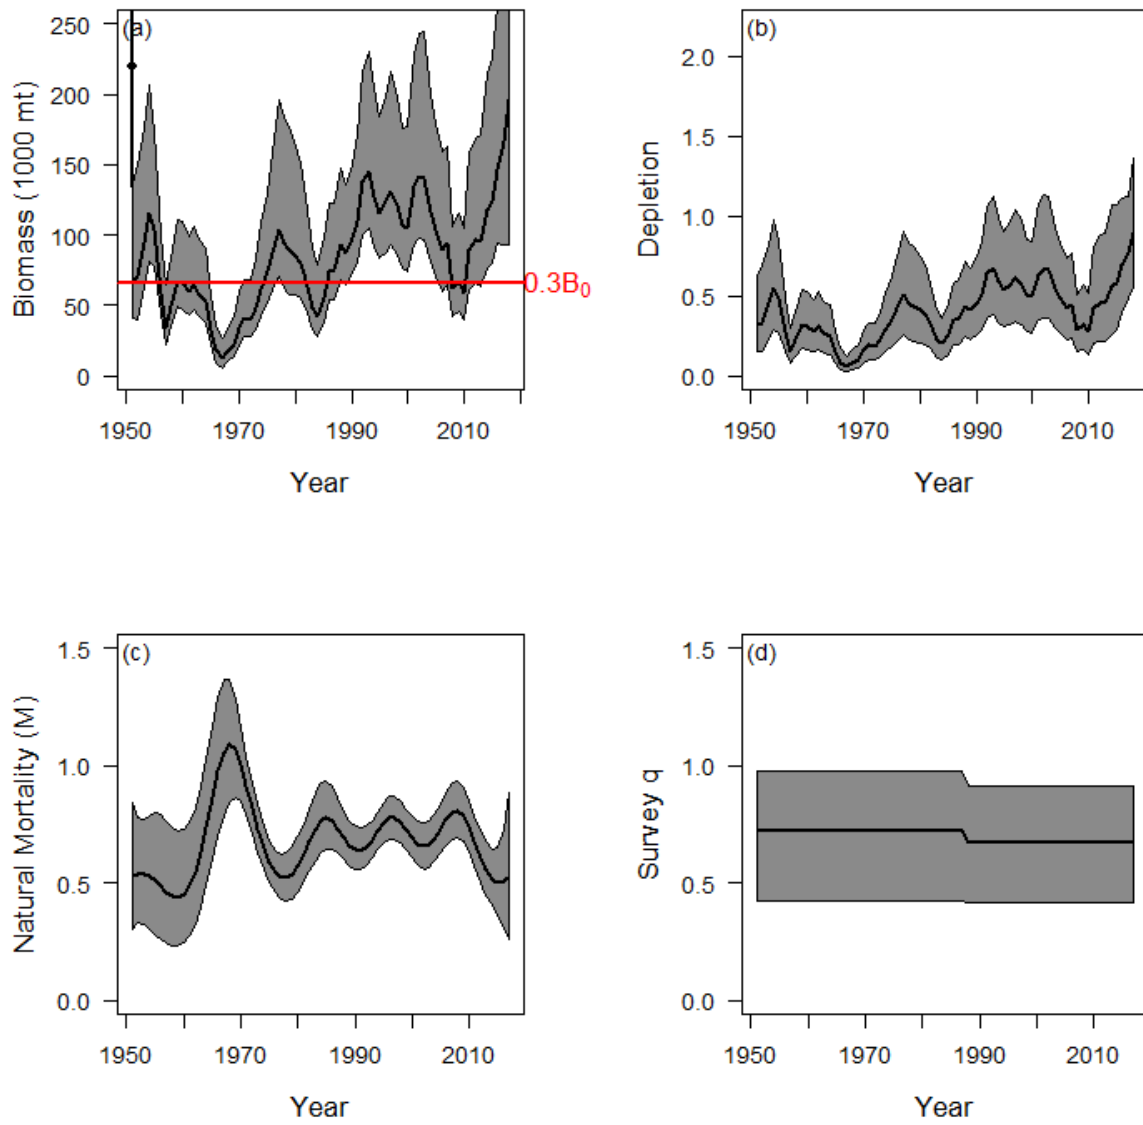 (a)
Biomass (1000 mt)
250
200
150
100
50
0
0.3B₀
1950 1970 1990 2010
Year
(b)
Depletion
2.0
1.5
1.0
0.5
0.0
1950 1970 1990 2010
Year
(c)
Natural Mortality (M)
1.5
1.0
0.5
0.0
1950 1970 1990 2010
Year
(d)
Survey q
1.5
1.0
0.5
0.0
1950 1970 1990 2010
Year